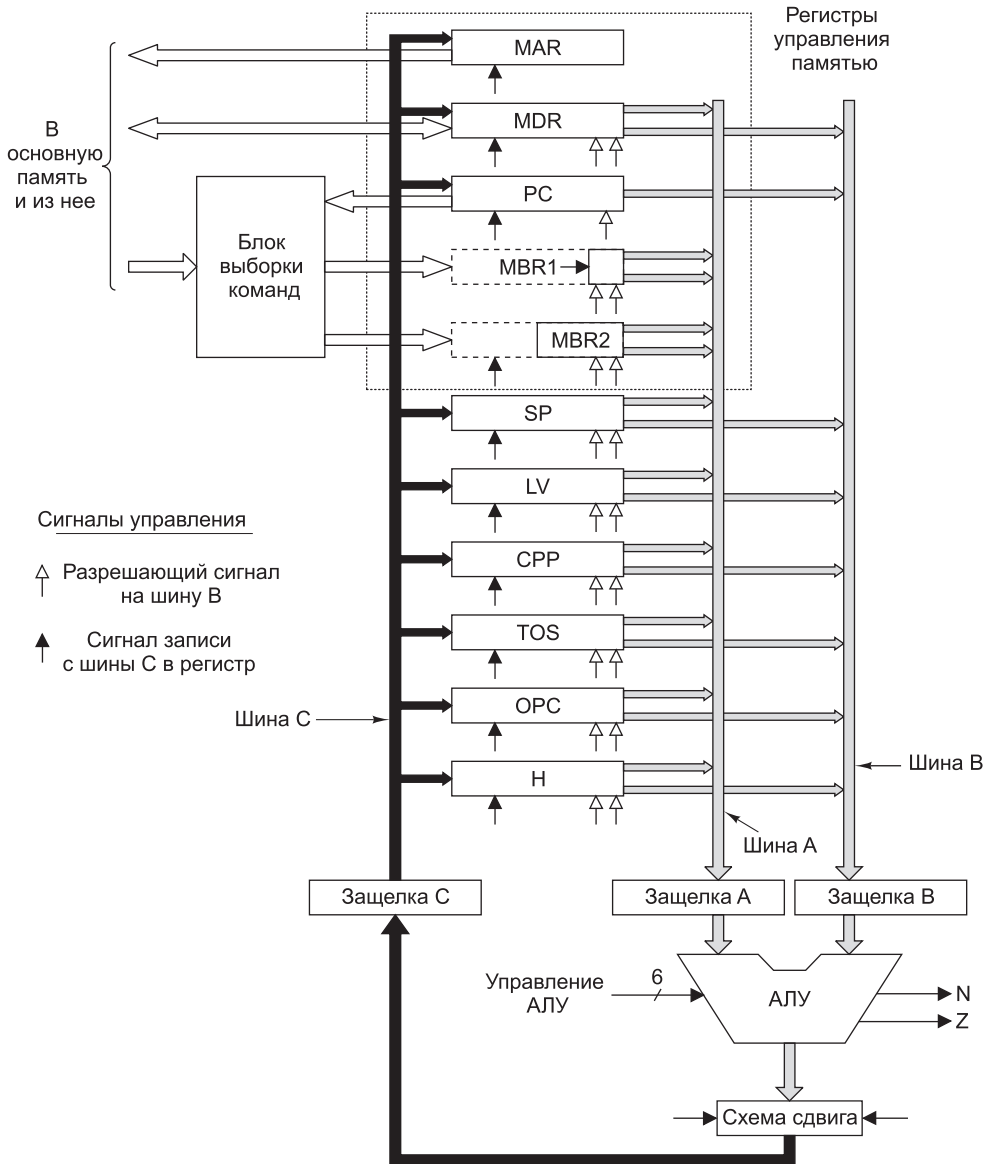 Регистры
управления
памятью
MAR
В
основную
память
и из нее
MDR
PC
Блок
выборки
команд
MBR1
MBR2
SP
LV
Сигналы управления
Разрешающий сигнал
на шину B
CPP
Сигнал записи
с шины C в регистр
TOS
OPC
Шина C
H
Шина B
Шина A
Защелка C
Защелка A
Защелка B
Управление
АЛУ
6
АЛУ
N
Z
Схема сдвига